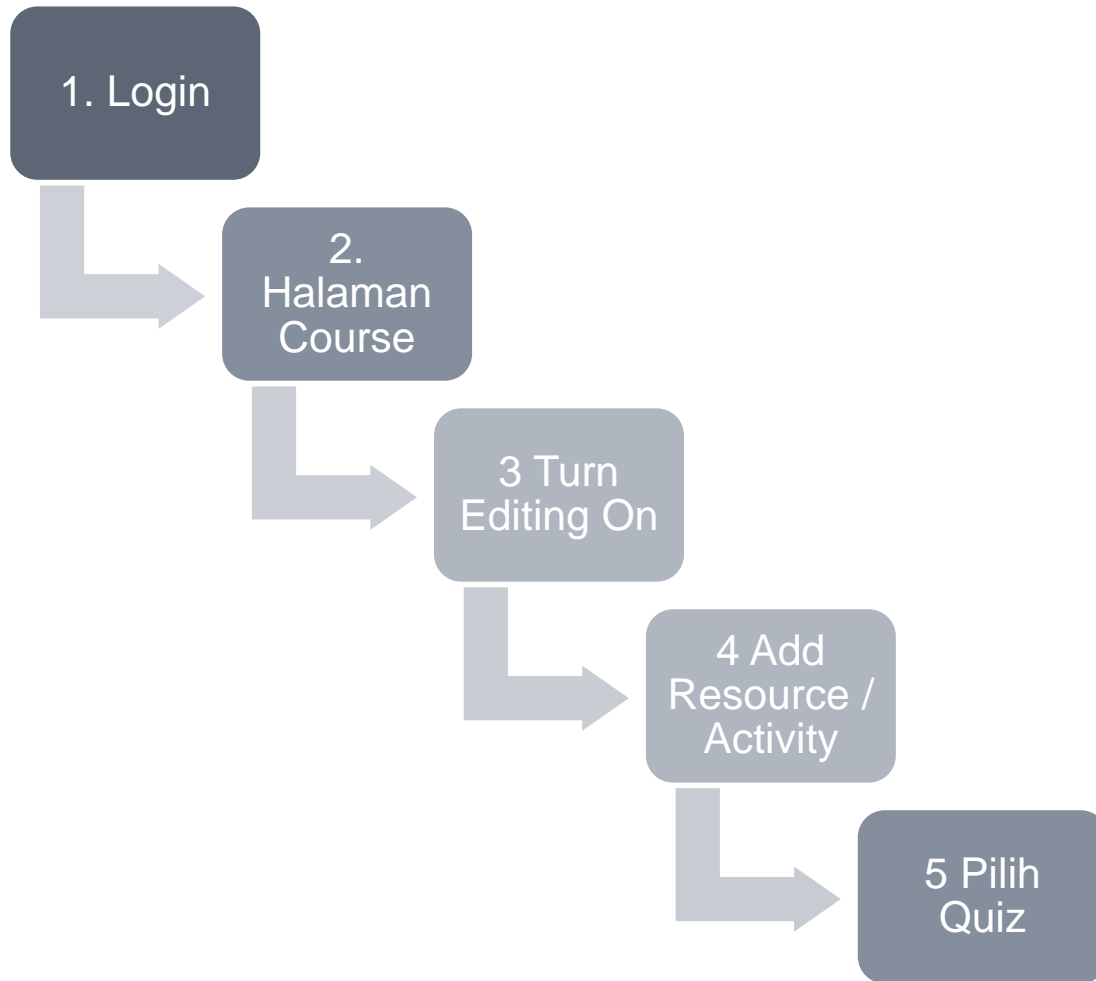 1. Login
2.
Halaman
Course
3 Turn
Editing On
4 Add
Resource /
Activity
5 Pilih
Quiz